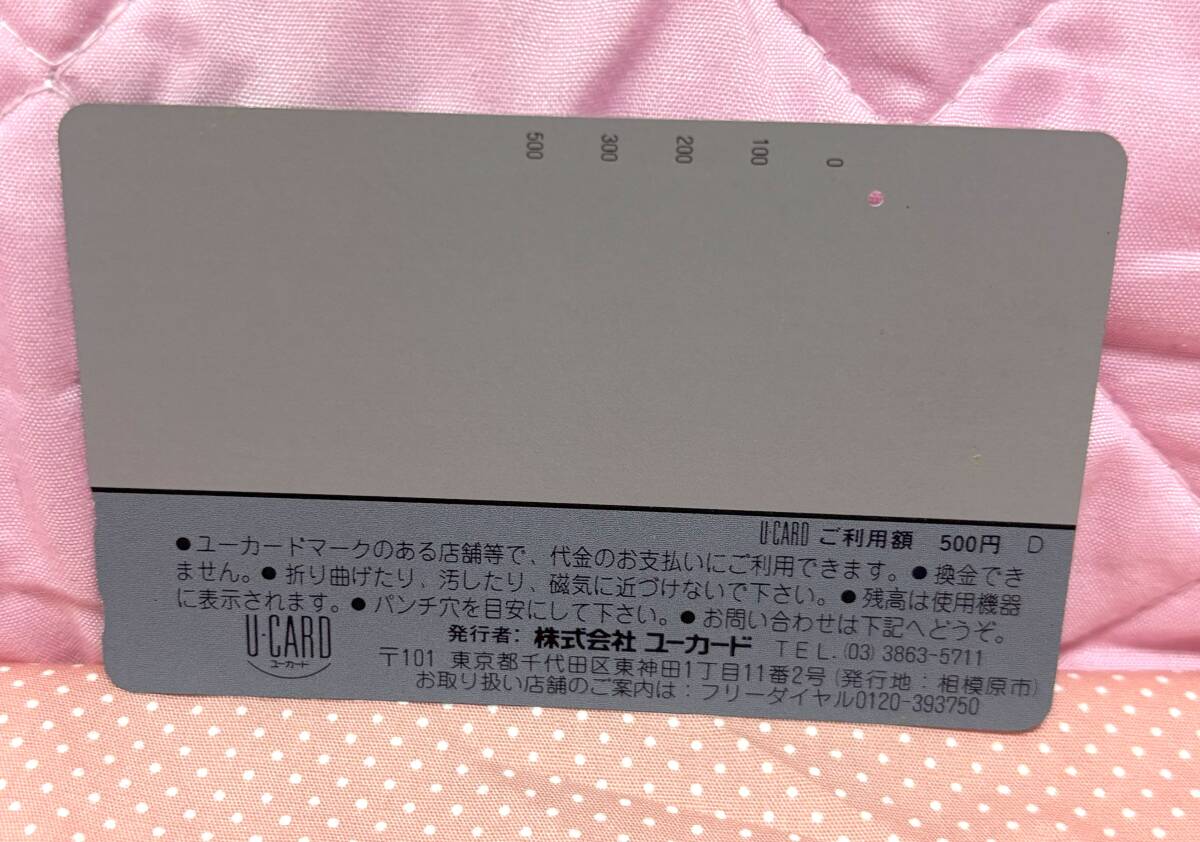 500 300 200 100 0
U·CARD ご利用額 500円 D
●ユーカードマークのある店舗等で、代金のお支払いにご利用できます。●換金でき
ません。●折り曲げたり、汚したり、磁気に近づけないで下さい。●残高は使用機器
に表示されます。●パンチ穴を目安にして下さい。●お問い合わせは下記へどうぞ。
U·CARD
ユーカード
発行者：株式会社 ユーカード TEL.(03)3863-5711
〒101 東京都千代田区東神田1丁目11番2号(発行地：相模原市)
お取り扱い店舗のご案内は：フリーダイヤル0120-393750